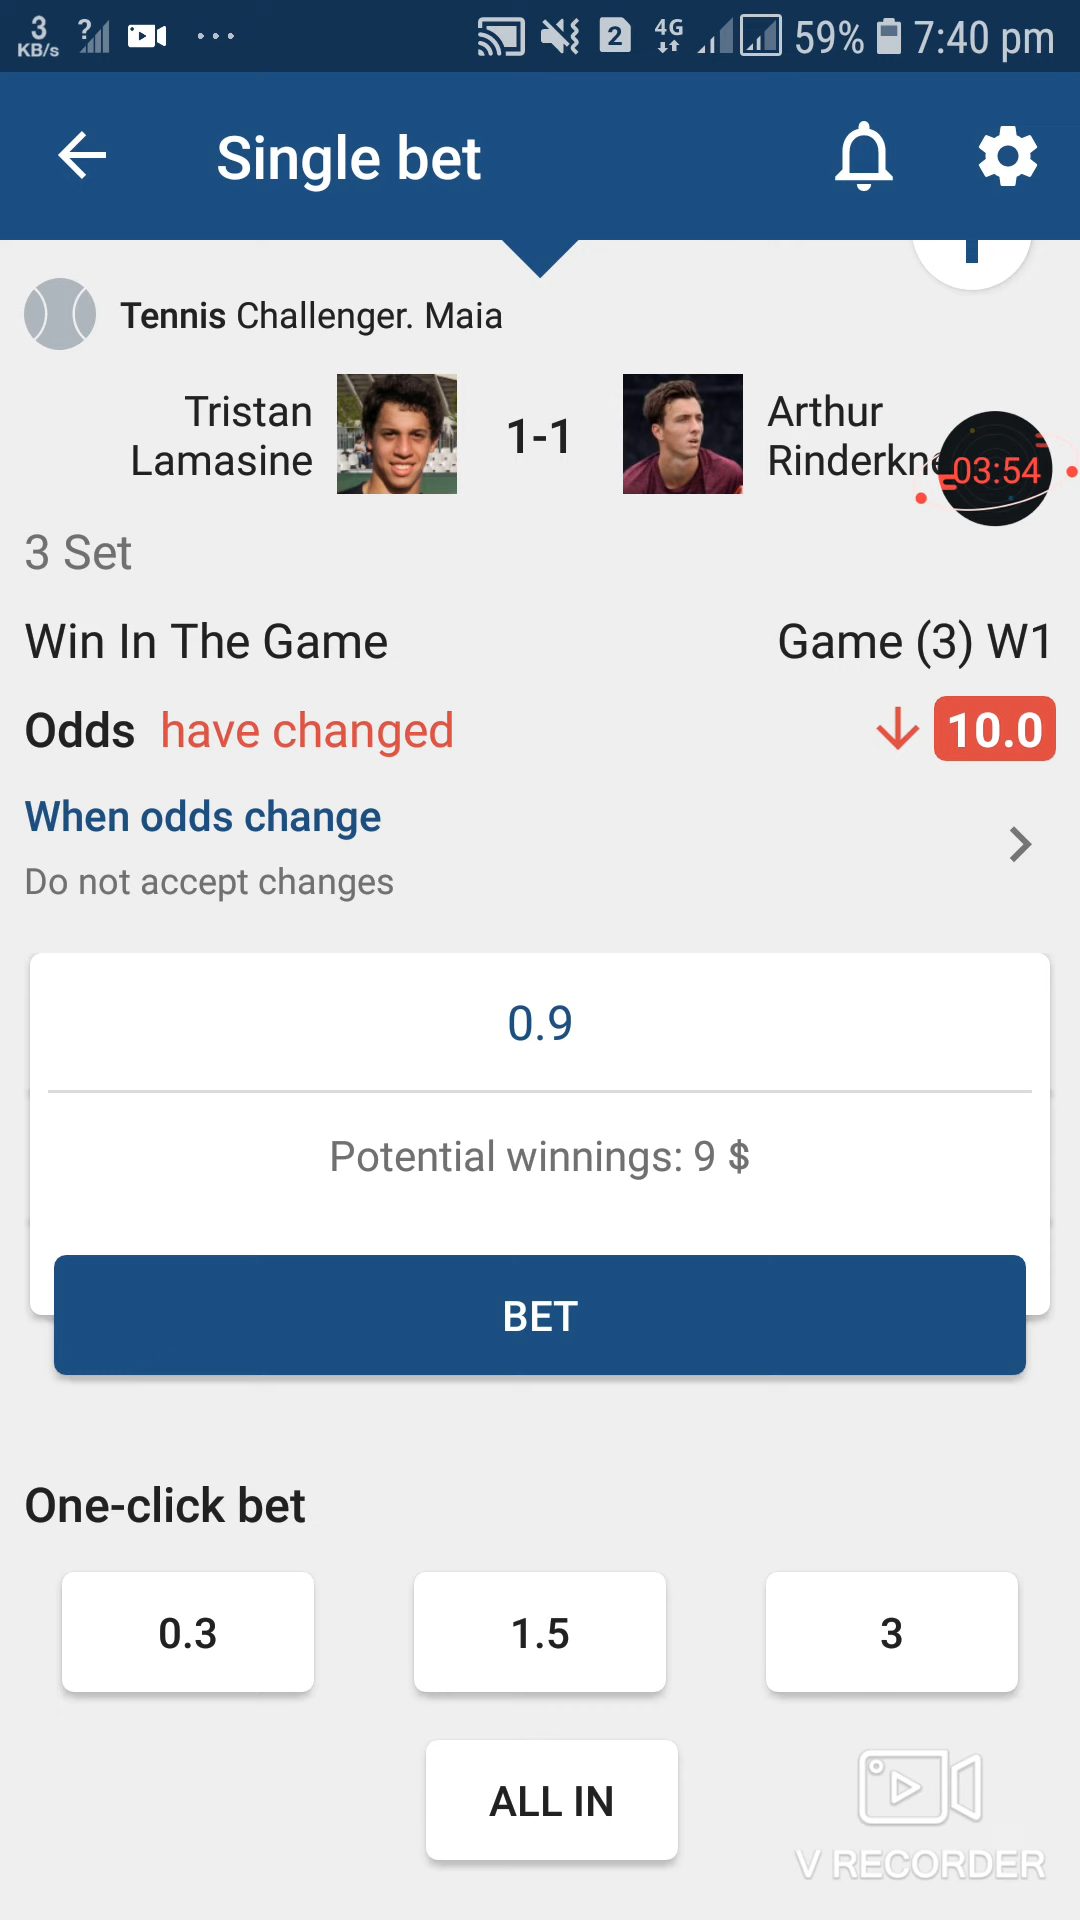 3
KB/s
?
2
4G
59%
7:40 pm
Single bet
Tennis Challenger. Maia
Tristan
Lamasine
1-1
Arthur
03:54
3 Set
Win In The Game
Game (3) W1
Odds have changed
10.0
When odds change
Do not accept changes
0.9
Potential winnings: 9 $
BET
One-click bet
0.3
1.5
3
ALL IN
V RECORDER